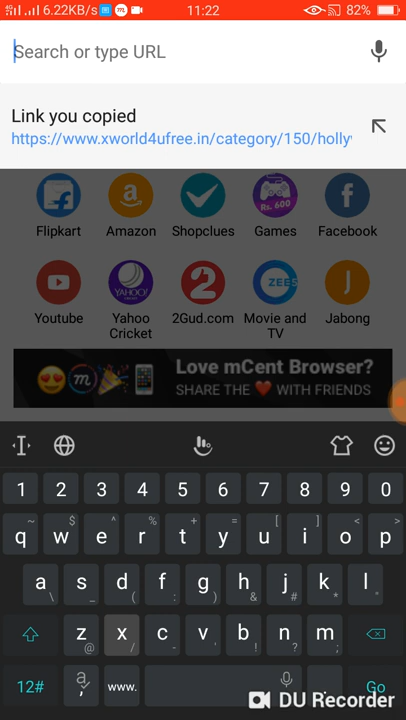 4G 6.22KB/s m 11:22 82%
Search or type URL
Link you copied
https://www.xworld4ufree.in/category/150/holly
Rs. 600
Flipkart Amazon Shopclues Games Facebook
YAHOO! 2 ZEE5 J
Youtube Yahoo Cricket 2Gud.com Movie and TV Jabong
Love mCent Browser?
SHARE THE ❤ WITH FRIENDS
1 2 3 4 5 6 7 8 9 0
q ~ w $ e ^ r % t + y = u [ i ] o < p >
a \ s _ d ( f : g ) h & j # k * l "
z @ x / c - v ' b ! n ? m ;
12# a , www. . Go
DU Recorder